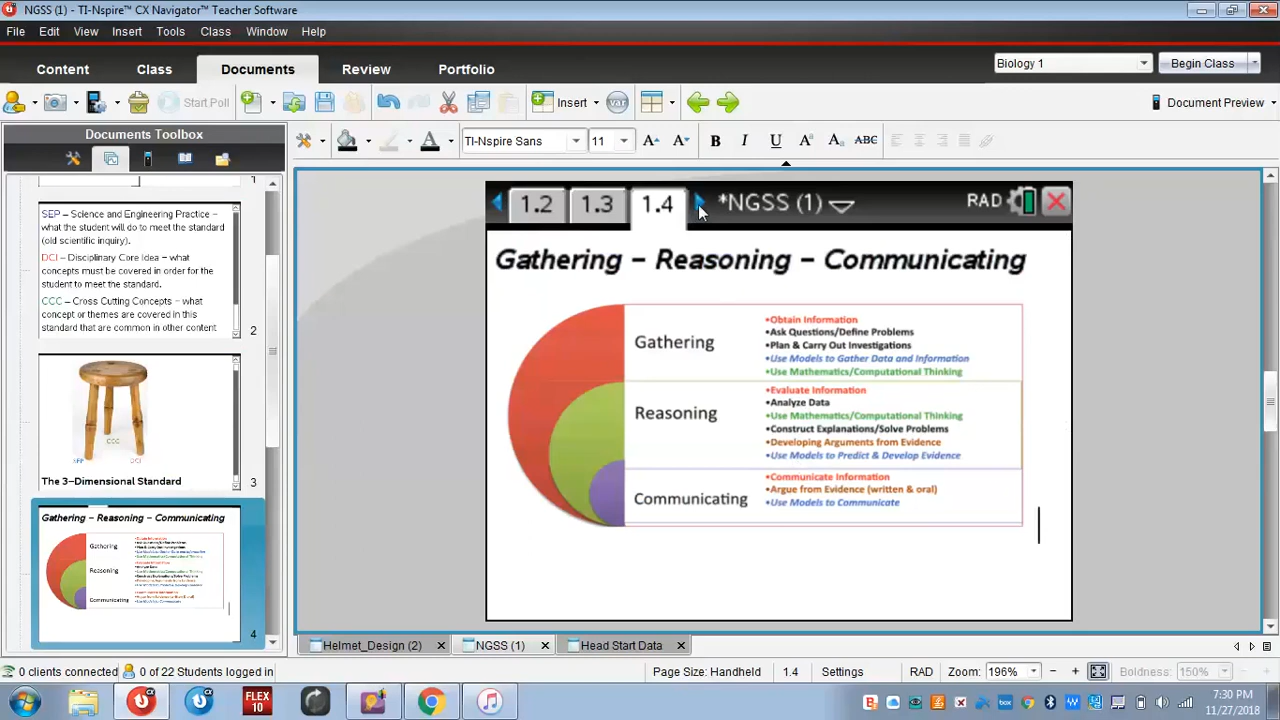 NGSS (1) - TI-Nspire™ CX Navigator™ Teacher Software
File Edit View Insert Tools Class Window Help
Content Class Documents Review Portfolio
Biology 1 Begin Class
Start Poll Insert var Document Preview
Documents Toolbox
TI-Nspire Sans 11 A A B I U A A ABC
1
SEP – Science and Engineering Practice –
what the student will do to meet the standard
(old scientific inquiry).
DCI – Disciplinary Core Idea – what
concepts must be covered in order for the
student to meet the standard.
CCC – Cross Cutting Concepts – what
concept or themes are covered in this
standard that are common in other content
2
CCC
The 3-Dimensional Standard
3
Gathering – Reasoning – Communicating
Gathering
Reasoning
Communicating
4
1.2 1.3 1.4 *NGSS (1) RAD
Gathering – Reasoning – Communicating
Gathering
•Obtain Information
•Ask Questions/Define Problems
•Plan & Carry Out Investigations
•Use Models to Gather Data and Information
•Use Mathematics/Computational Thinking
Reasoning
•Evaluate Information
•Analyze Data
•Use Mathematics/Computational Thinking
•Construct Explanations/Solve Problems
•Developing Arguments from Evidence
•Use Models to Predict & Develop Evidence
Communicating
•Communicate Information
•Argue from Evidence (written & oral)
•Use Models to Communicate
Helmet_Design (2) NGSS (1) Head Start Data
0 clients connected 0 of 22 Students logged in Page Size: Handheld 1.4 Settings RAD Zoom: 196% Boldness: 150%
FLEX
10
7:30 PM
11/27/2018